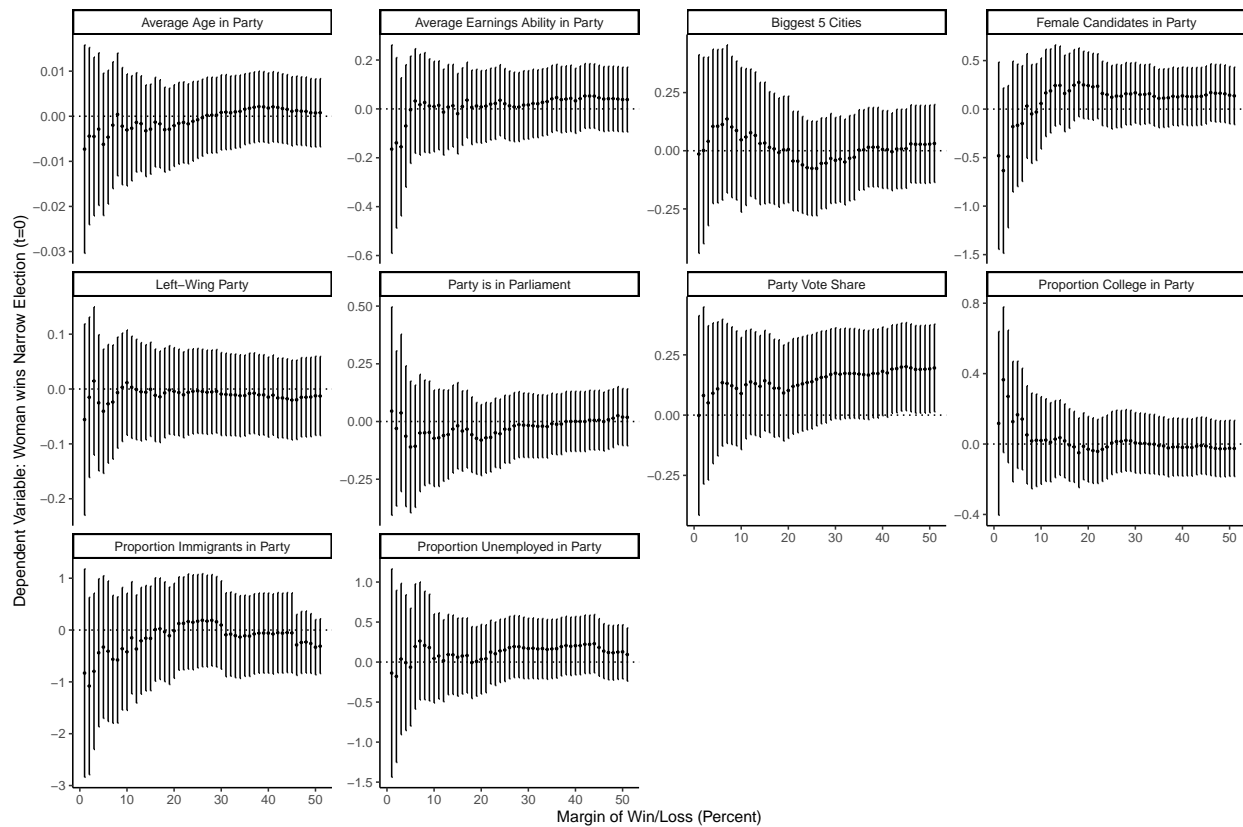 Average Age in Party
Average Earnings Ability in Party
Biggest 5 Cities
Female Candidates in Party
0.01
0.00
−0.01
−0.02
−0.03
0.2
0.0
−0.2
−0.4
−0.6
0.25
0.00
−0.25
0.5
0.0
−0.5
−1.0
−1.5
Left−Wing Party
Party is in Parliament
Party Vote Share
Proportion College in Party
0.1
0.0
−0.1
−0.2
0.50
0.25
0.00
−0.25
0.25
0.00
−0.25
0.8
0.4
0.0
−0.4
0 10 20 30 40 50
0 10 20 30 40 50
Proportion Immigrants in Party
Proportion Unemployed in Party
1
0
−1
−2
−3
1.0
0.5
0.0
−0.5
−1.0
−1.5
0 10 20 30 40 50
0 10 20 30 40 50
Margin of Win/Loss (Percent)
Dependent Variable: Woman wins Narrow Election (t=0)